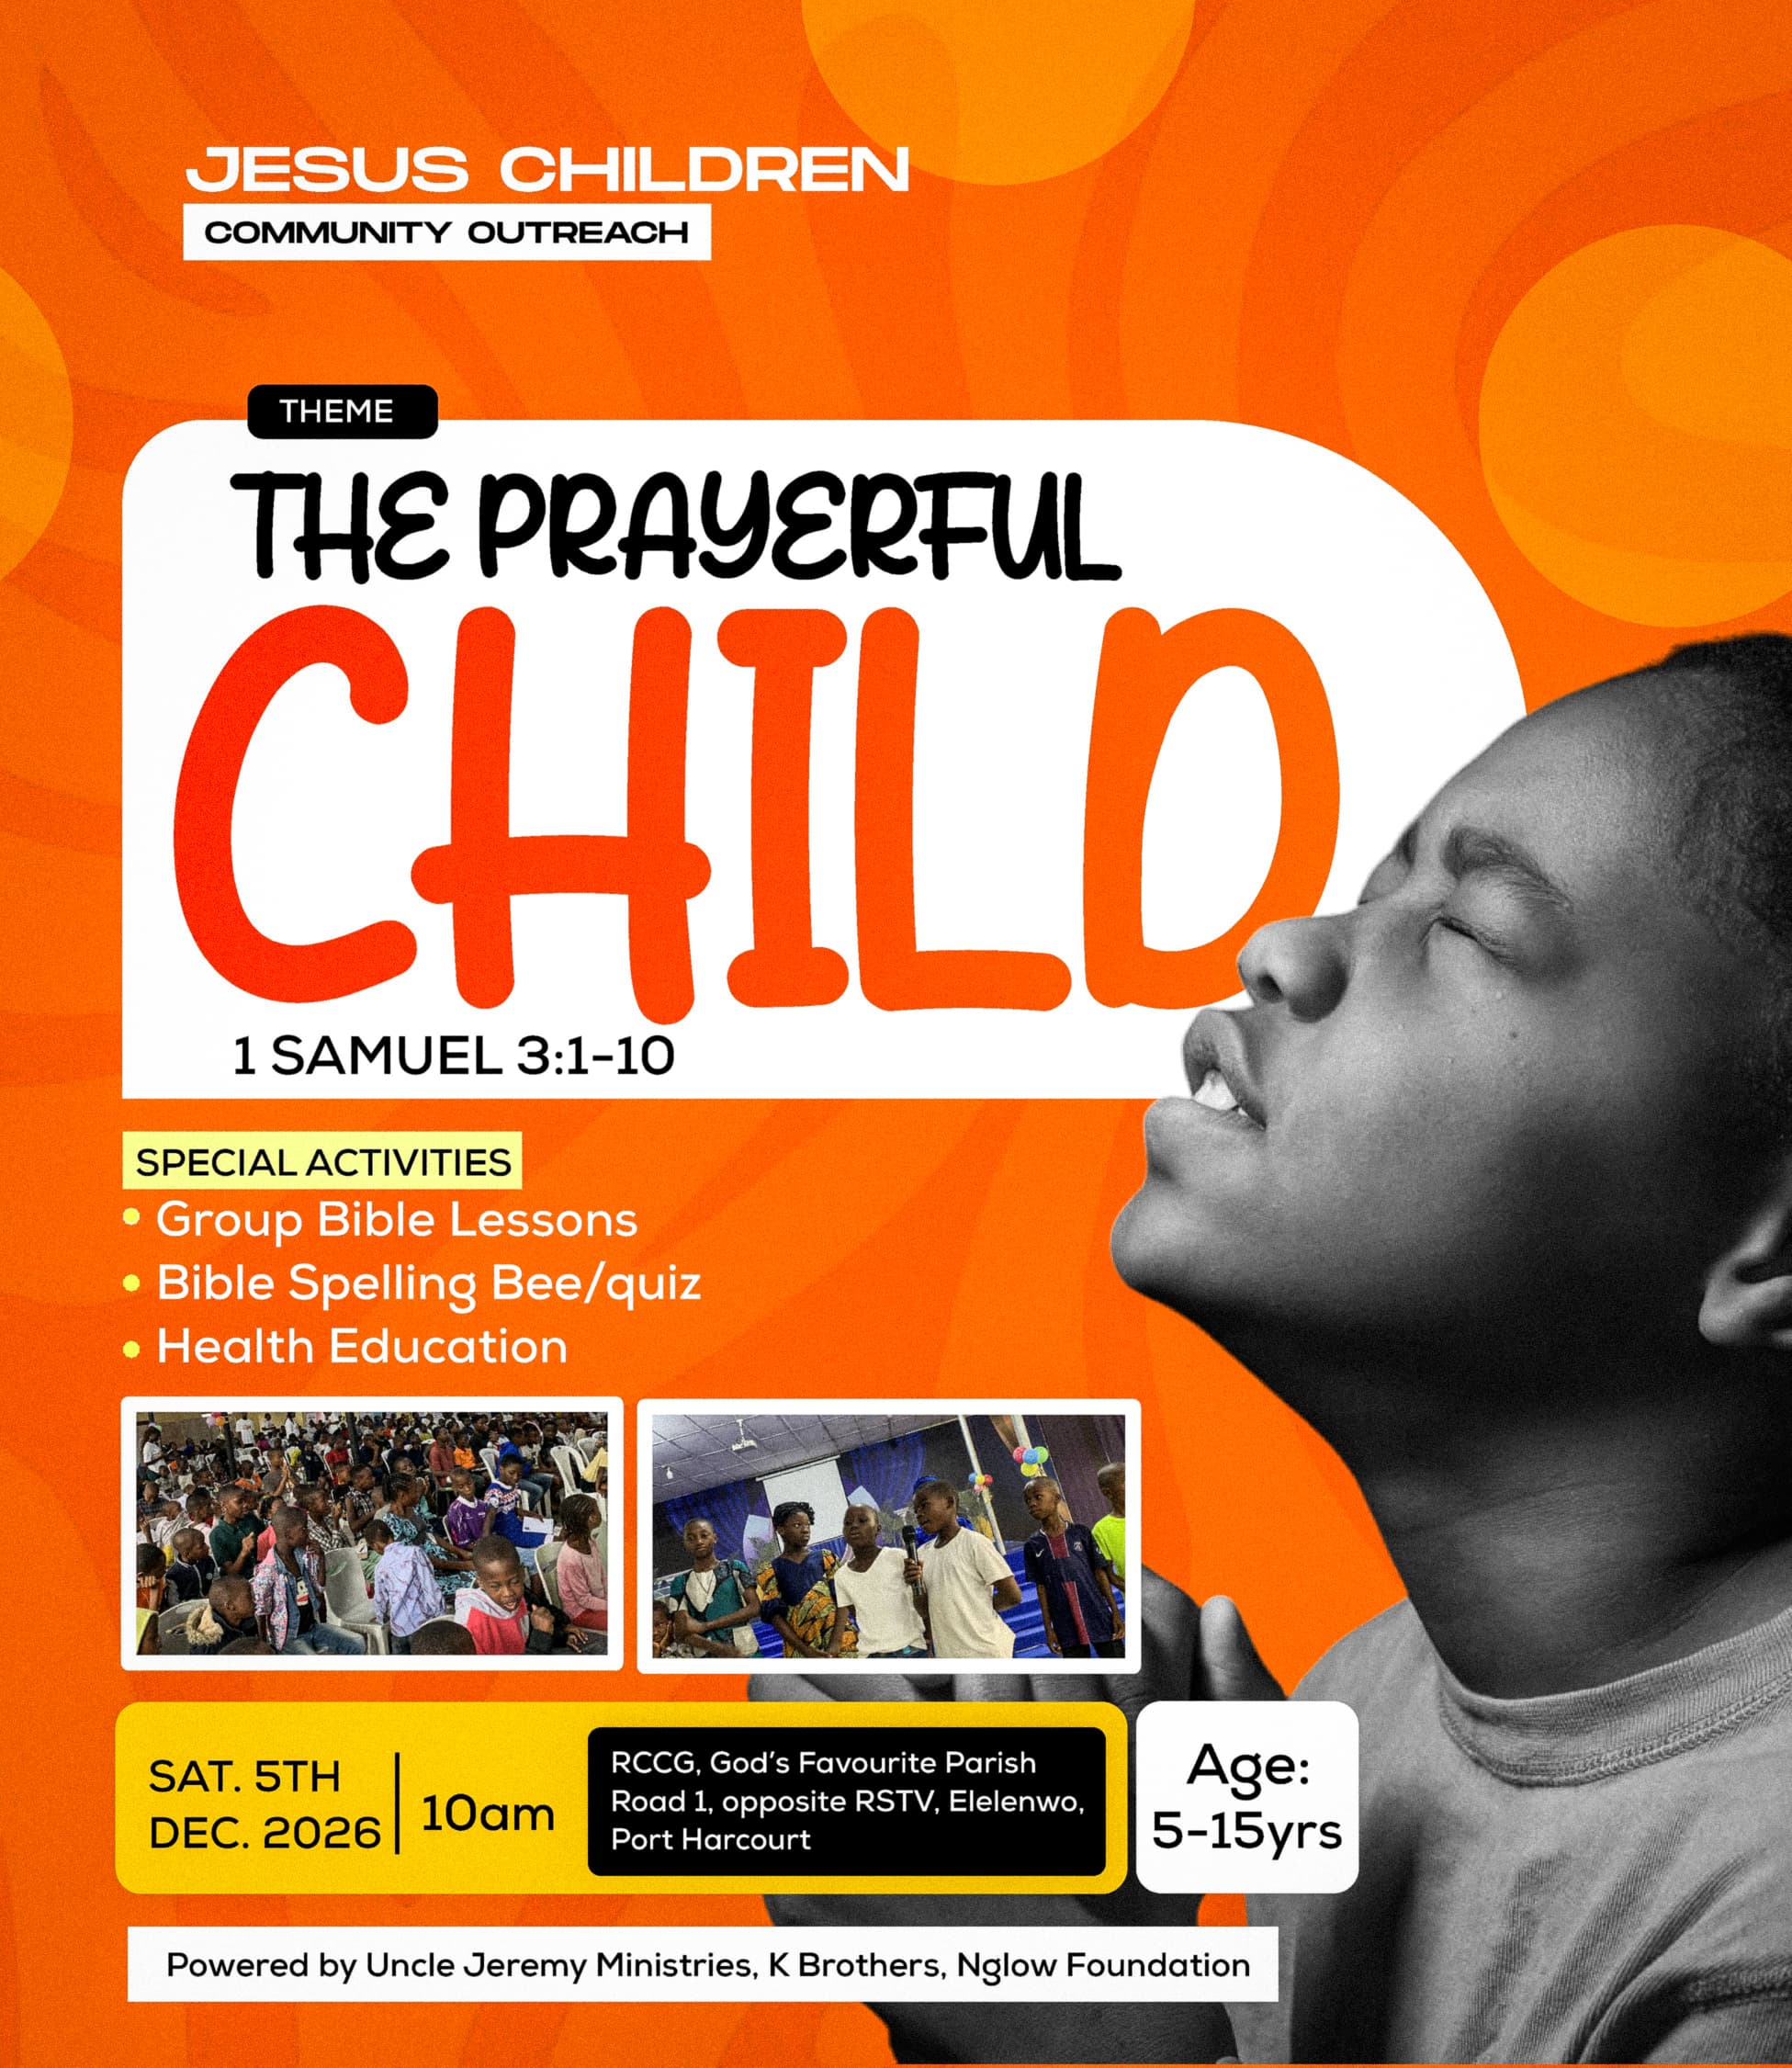 JESUS CHILDREN
COMMUNITY OUTREACH
THEME
THE PRAYERFUL
CHILD
1 SAMUEL 3:1-10
SPECIAL ACTIVITIES
• Group Bible Lessons
• Bible Spelling Bee/quiz
• Health Education
SAT. 5TH
DEC. 2026
10am
RCCG, God's Favourite Parish
Road 1, opposite RSTV, Elelenwo,
Port Harcourt
Age:
5-15yrs
Powered by Uncle Jeremy Ministries, K Brothers, Nglow Foundation